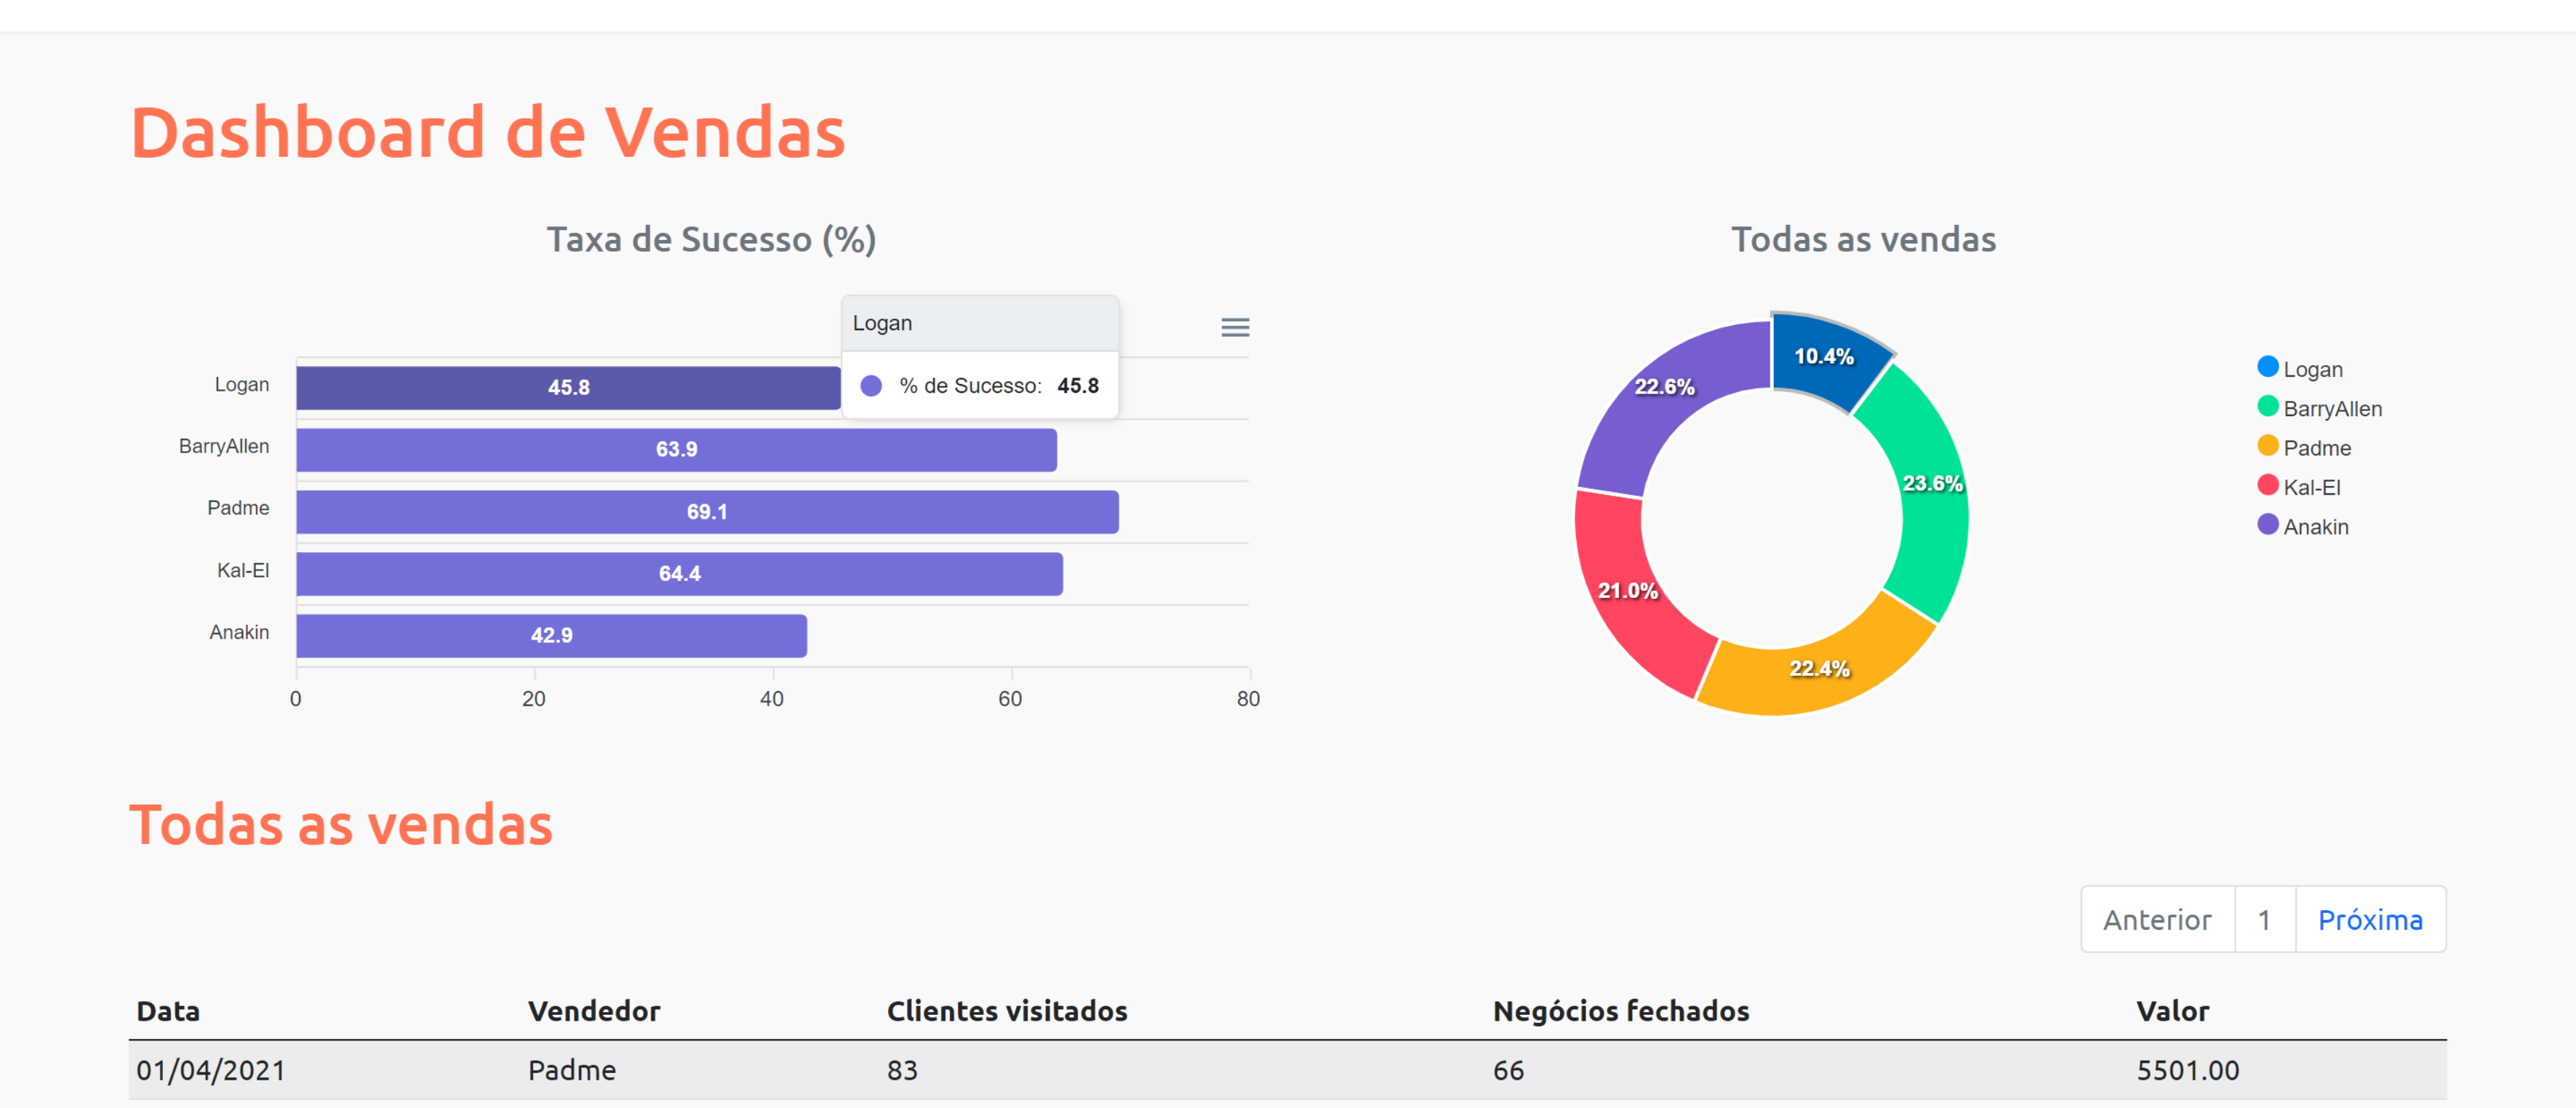 Dashboard de Vendas
Taxa de Sucesso (%)
Logan
% de Sucesso: 45.8
Logan 45.8
BarryAllen 63.9
Padme 69.1
Kal-El 64.4
Anakin 42.9
0 20 40 60 80
Todas as vendas
10.4%
23.6%
22.4%
21.0%
22.6%
Logan
BarryAllen
Padme
Kal-El
Anakin
Todas as vendas
Anterior 1 Próxima
Data Vendedor Clientes visitados Negócios fechados Valor
01/04/2021 Padme 83 66 5501.00